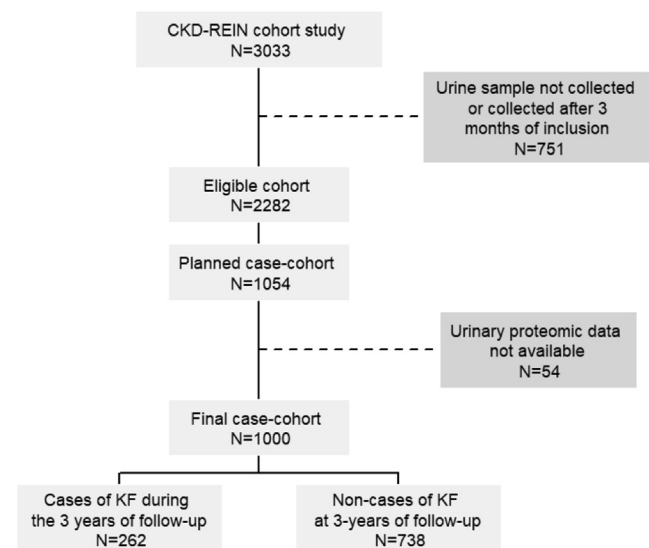 CKD-REIN cohort study
N=3033
Urine sample not collected
or collected after 3
months of inclusion
N=751
Eligible cohort
N=2282
Planned case-cohort
N=1054
Urinary proteomic data
not available
N=54
Final case-cohort
N=1000
Cases of KF during
the 3 years of follow-up
N=262
Non-cases of KF
at 3-years of follow-up
N=738